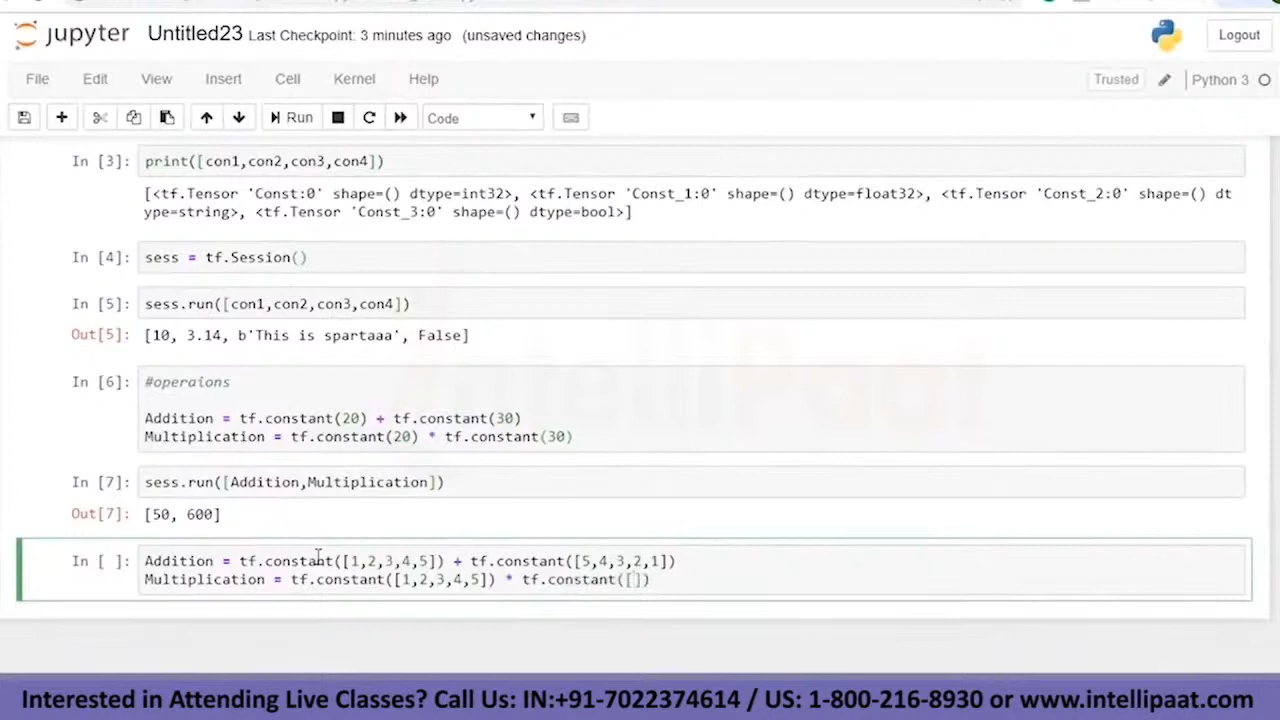 jupyter Untitled23 Last Checkpoint: 3 minutes ago (unsaved changes) Logout
File Edit View Insert Cell Kernel Help Trusted Python 3
Run Code
In [3]: print([con1,con2,con3,con4])
[<tf.Tensor 'Const:0' shape=() dtype=int32>, <tf.Tensor 'Const_1:0' shape=() dtype=float32>, <tf.Tensor 'Const_2:0' shape=() dt
ype=string>, <tf.Tensor 'Const_3:0' shape=() dtype=bool>]
In [4]: sess = tf.Session()
In [5]: sess.run([con1,con2,con3,con4])
Out[5]: [10, 3.14, b'This is spartaaa', False]
In [6]: #operaions
Addition = tf.constant(20) + tf.constant(30)
Multiplication = tf.constant(20) * tf.constant(30)
In [7]: sess.run([Addition,Multiplication])
Out[7]: [50, 600]
In [ ]: Addition = tf.constant([1,2,3,4,5]) + tf.constant([5,4,3,2,1])
Multiplication = tf.constant([1,2,3,4,5]) * tf.constant([])
IntelliPaat
Interested in Attending Live Classes? Call Us: IN:+91-7022374614 / US: 1-800-216-8930 or www.intellipaat.com